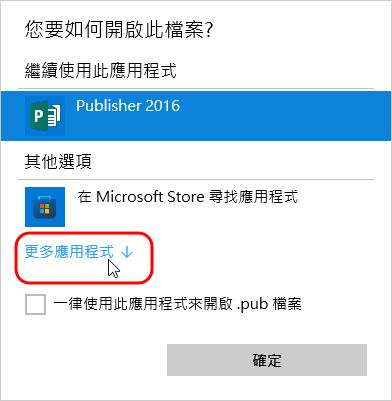 您要如何開啟此檔案?
繼續使用此應用程式
Publisher 2016
其他選項
在 Microsoft Store 尋找應用程式
更多應用程式 ↓
一律使用此應用程式來開啟 .pub 檔案
確定